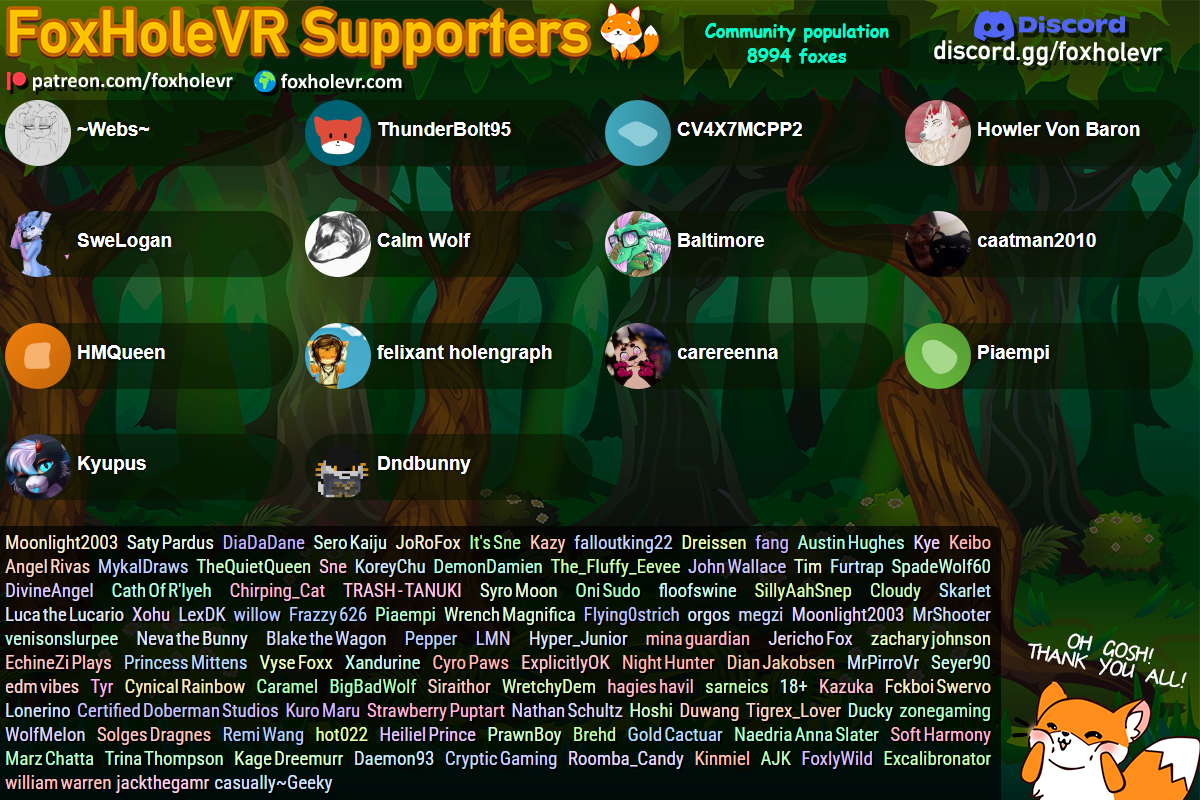 FoxHoleVR Supporters
Community population
8994 foxes
Discord
discord.gg/foxholevr
patreon.com/foxholevr foxholevr.com
~Webs~ ThunderBolt95 CV4X7MCPP2 Howler Von Baron
SweLogan Calm Wolf Baltimore caatman2010
HMQueen felixant holengraph carereenna Piaempi
Kyupus Dndbunny
Moonlight2003 Saty Pardus DiaDaDane Sero Kaiju JoRoFox It's Sne Kazy falloutking22 Dreissen fang Austin Hughes Kye Keibo
Angel Rivas MykalDraws TheQuietQueen Sne KoreyChu DemonDamien The_Fluffy_Eevee John Wallace Tim Furtrap SpadeWolf60
DivineAngel Cath Of R'lyeh Chirping_Cat TRASH-TANUKI Syro Moon Oni Sudo floofswine SillyAahSnep Cloudy Skarlet
Luca the Lucario Xohu LexDK willow Frazzy 626 Piaempi Wrench Magnifica Flying0strich orgos megzi Moonlight2003 MrShooter
venisonslurpee Neva the Bunny Blake the Wagon Pepper LMN Hyper_Junior mina guardian Jericho Fox zachary johnson
EchineZi Plays Princess Mittens Vyse Foxx Xandurine Cyro Paws ExplicitlyOK Night Hunter Dian Jakobsen MrPirroVr Seyer90
edm vibes Tyr Cynical Rainbow Caramel BigBadWolf Siraithor WretchyDem hagies havil sarneics 18+ Kazuka Fckboi Swervo
Lonerino Certified Doberman Studios Kuro Maru Strawberry Puptart Nathan Schultz Hoshi Duwang Tigrex_Lover Ducky zonegaming
WolfMelon Solges Dragnes Remi Wang hot022 Heiliel Prince PrawnBoy Brehd Gold Cactuar Naedria Anna Slater Soft Harmony
Marz Chatta Trina Thompson Kage Dreemurr Daemon93 Cryptic Gaming Roomba_Candy Kinmiel AJK FoxlyWild Excalibronator
william warren jackthegamr casually~Geeky
OH GOSH!
THANK YOU ALL!